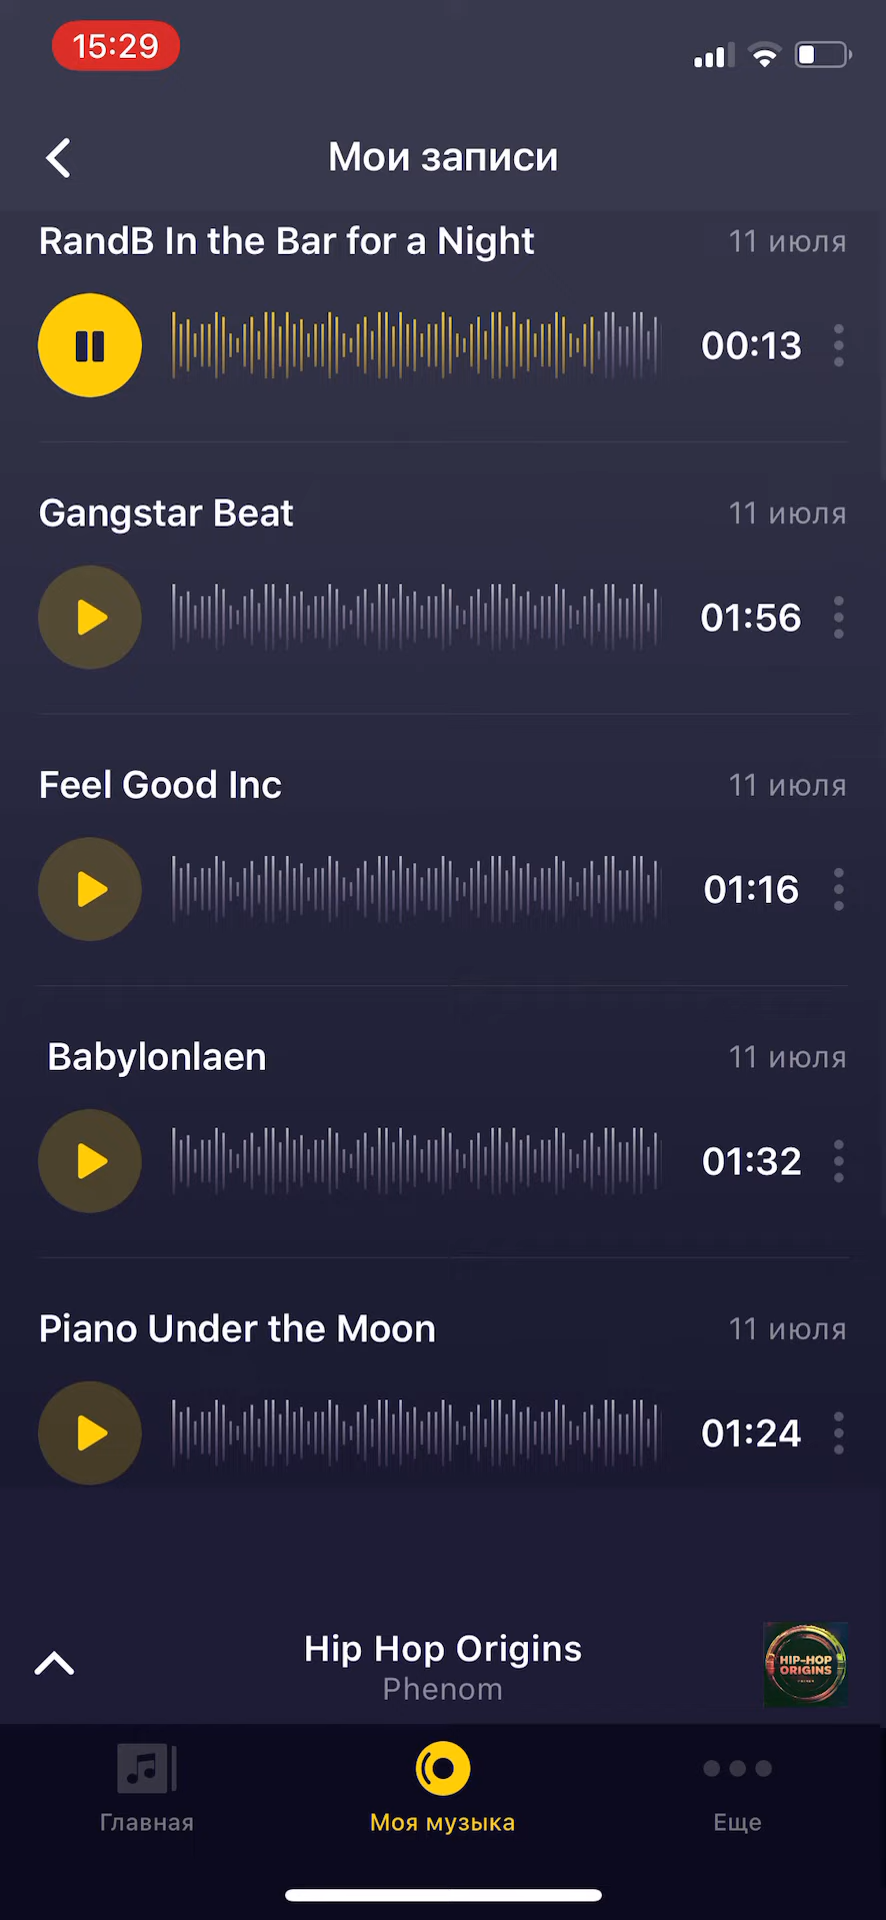 15:29
Мои записи
RandB In the Bar for a Night
11 июля
00:13
Gangstar Beat
11 июля
01:56
Feel Good Inc
11 июля
01:16
Babylonlaen
11 июля
01:32
Piano Under the Moon
11 июля
01:24
Hip Hop Origins
Phenom
HIP-HOP
ORIGINS
Главная
Моя музыка
Еще